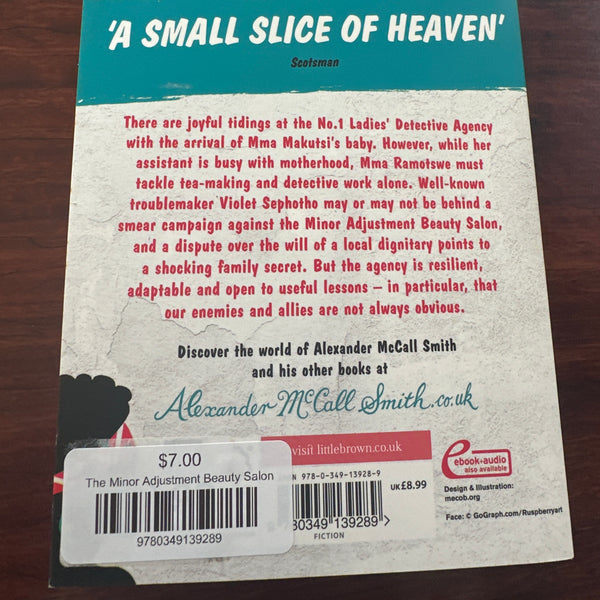 'A SMALL SLICE OF HEAVEN'
Scotsman
There are joyful tidings at the No.1 Ladies' Detective Agency
with the arrival of Mma Makutsi's baby. However, while her
assistant is busy with motherhood, Mma Ramotswe must
tackle tea-making and detective work alone. Well-known
troublemaker Violet Sephotho may or may not be behind a
smear campaign against the Minor Adjustment Beauty Salon,
and a dispute over the will of a local dignitary points to
a shocking family secret. But the agency is resilient,
adaptable and open to useful lessons – in particular, that
our enemies and allies are not always obvious.
Discover the world of Alexander McCall Smith
and his other books at
AlexanderMcCallSmith.co.uk
visit littlebrown.co.uk
978-0-349-13928-9
UK £8.99
80349 139289 >
FICTION
ebook+audio
also available
Design & Illustration:
mecob.org
Face: © GoGraph.com/Ruspberryart
$7.00
The Minor Adjustment Beauty Salon
9780349139289